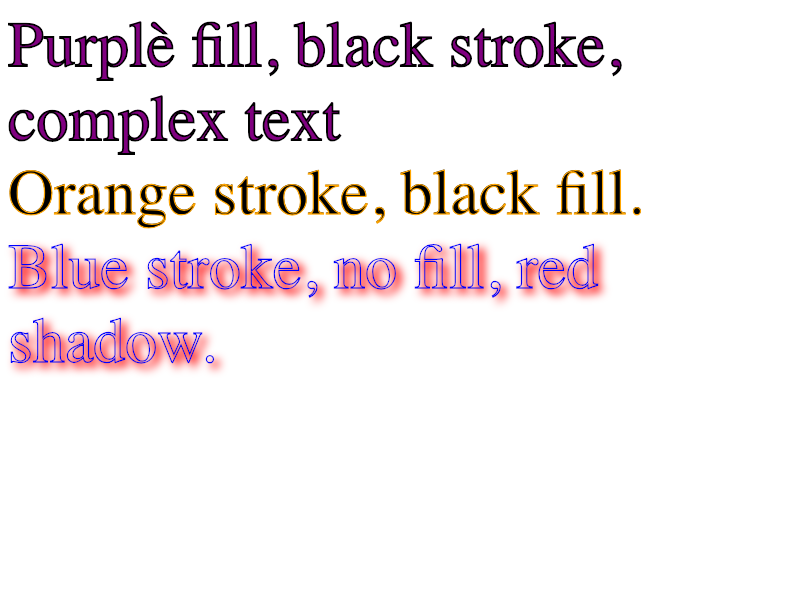 Purplè fill, black stroke,
complex text
Orange stroke, black fill.
Blue stroke, no fill, red
shadow.